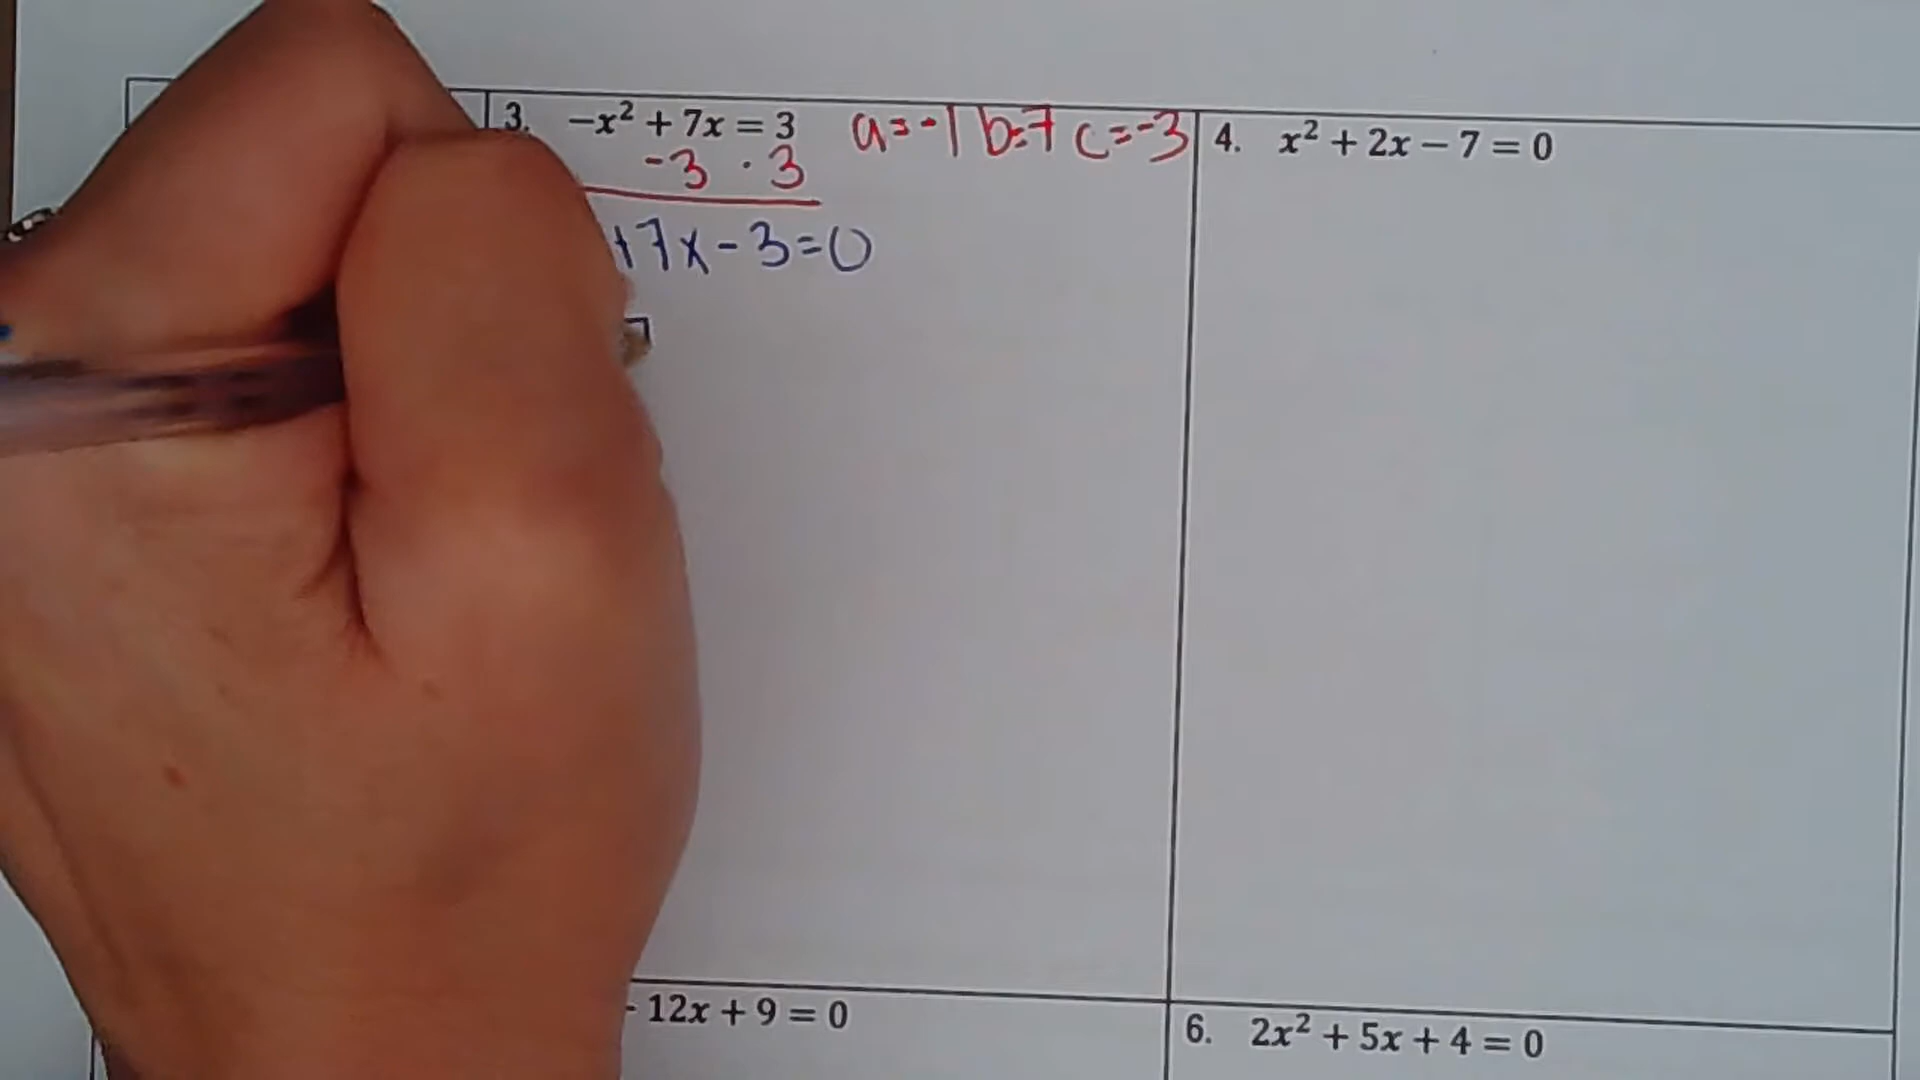 3. −x² + 7x = 3 a=-1 b=7 c=-3
-3 · 3
+7x-3=0
7
4. x² + 2x − 7 = 0
- 12x + 9 = 0
6. 2x² + 5x + 4 = 0